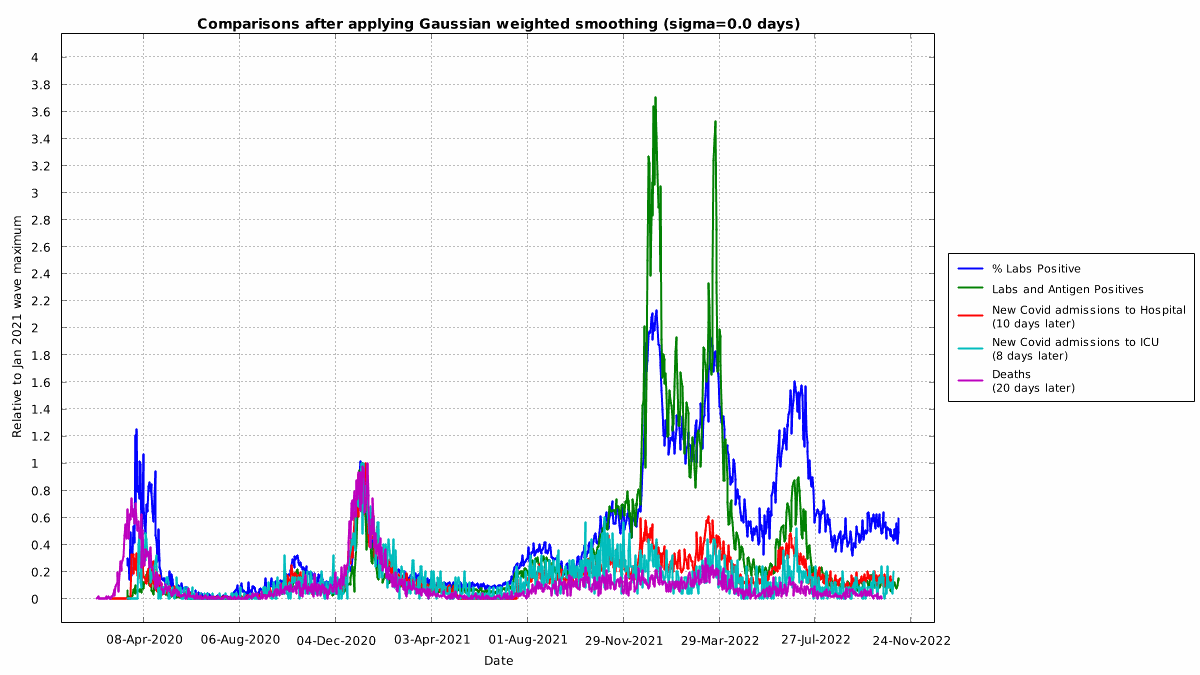 Comparisons after applying Gaussian weighted smoothing (sigma=0.0 days)
Relative to Jan 2021 wave maximum
4
3.8
3.6
3.4
3.2
3
2.8
2.6
2.4
2.2
2
1.8
1.6
1.4
1.2
1
0.8
0.6
0.4
0.2
0
08-Apr-2020 06-Aug-2020 04-Dec-2020 03-Apr-2021 01-Aug-2021 29-Nov-2021 29-Mar-2022 27-Jul-2022 24-Nov-2022
Date
% Labs Positive
Labs and Antigen Positives
New Covid admissions to Hospital
(10 days later)
New Covid admissions to ICU
(8 days later)
Deaths
(20 days later)